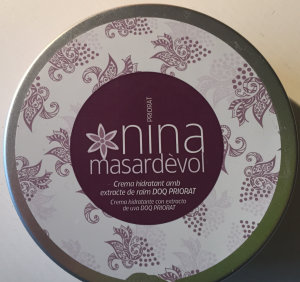 PRIORAT
nina
masardèvol
Crema hidratant amb
extracte de raïm DOQ PRIORAT
Crema hidratante con extracto
de uva DOQ PRIORAT